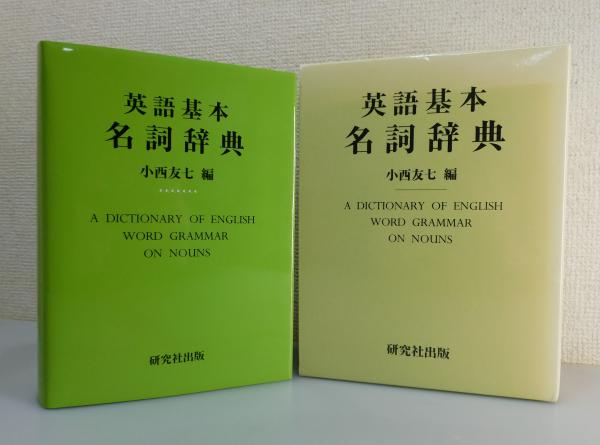 英語基本
名詞辞典
小西友七 編
A DICTIONARY OF ENGLISH
WORD GRAMMAR
ON NOUNS
研究社出版
英語基本
名詞辞典
小西友七 編
A DICTIONARY OF ENGLISH
WORD GRAMMAR
ON NOUNS
研究社出版